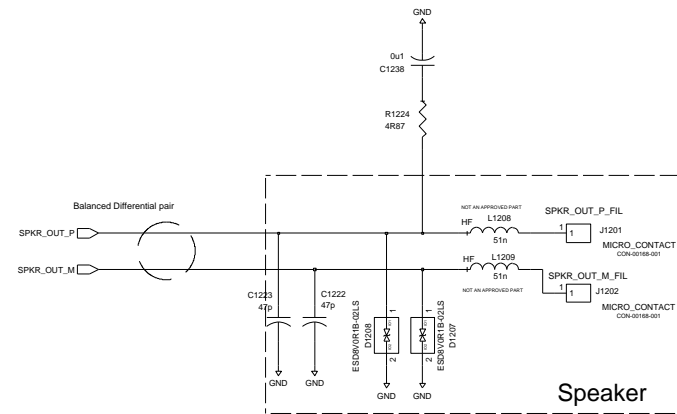 GND
0u1
C1238
R1224
4R87
Balanced Differential pair
SPKR_OUT_P
SPKR_OUT_M
NOT AN APPROVED PART
HF
L1208
51n
SPKR_OUT_P_FIL
1
1
J1201
MICRO_CONTACT
CON-00168-001
HF
L1209
51n
NOT AN APPROVED PART
SPKR_OUT_M_FIL
1
1
J1202
MICRO_CONTACT
CON-00168-001
C1223
47p
C1222
47p
ESD8V0R1B-02LS
D1208
1
2
ESD8V0R1B-02LS
D1207
1
2
GND
GND
GND
GND
Speaker